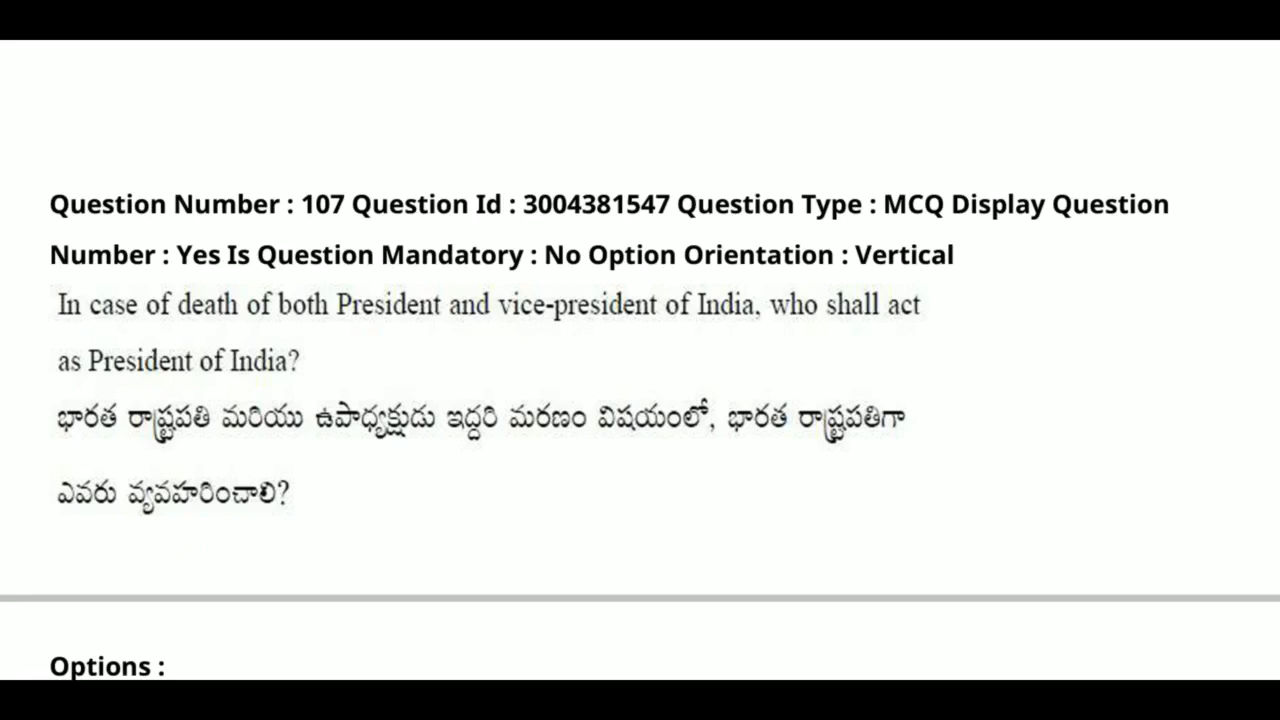 Question Number : 107 Question Id : 3004381547 Question Type : MCQ Display Question
Number : Yes Is Question Mandatory : No Option Orientation : Vertical
In case of death of both President and vice-president of India, who shall act
as President of India?
భారత రాష్ట్రపతి మరియు ఉపాధ్యక్షుడు ఇద్దరి మరణం విషయంలో, భారత రాష్ట్రపతిగా
ఎవరు వ్యవహరించాలి?
Options :